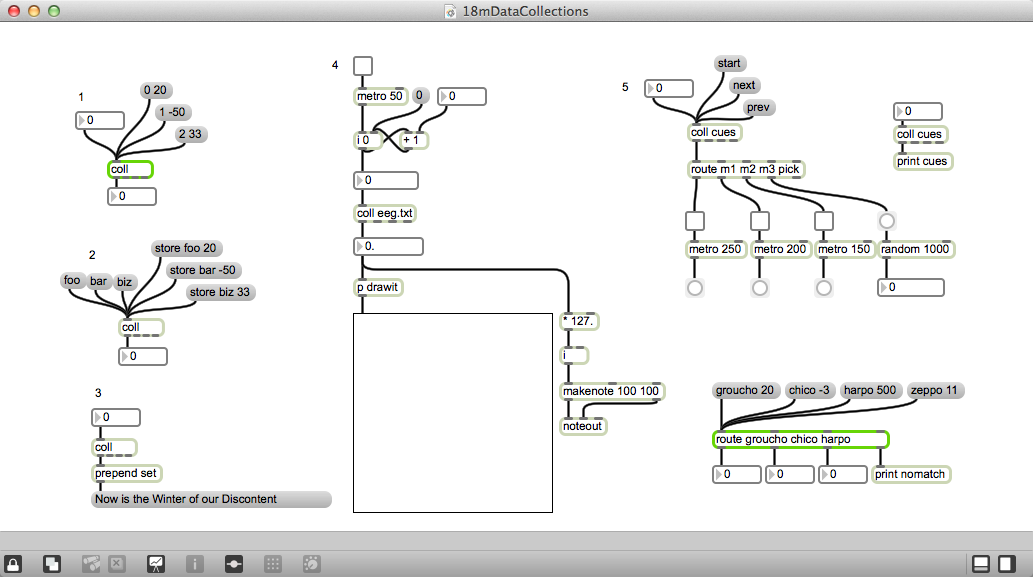 18mDataCollections
1
0 20
1 -50
2 33
0
coll
0
2
store foo 20
store bar -50
store biz 33
foo
bar
biz
coll
0
3
0
coll
prepend set
Now is the Winter of our Discontent
4
metro 50
0
0
i 0
+ 1
0
coll eeg.txt
0.
p drawit
* 127.
i
makenote 100 100
noteout
5
0
start
next
prev
coll cues
route m1 m2 m3 pick
metro 250
metro 200
metro 150
random 1000
0
0
coll cues
print cues
groucho 20
chico -3
harpo 500
zeppo 11
route groucho chico harpo
0
0
0
print nomatch